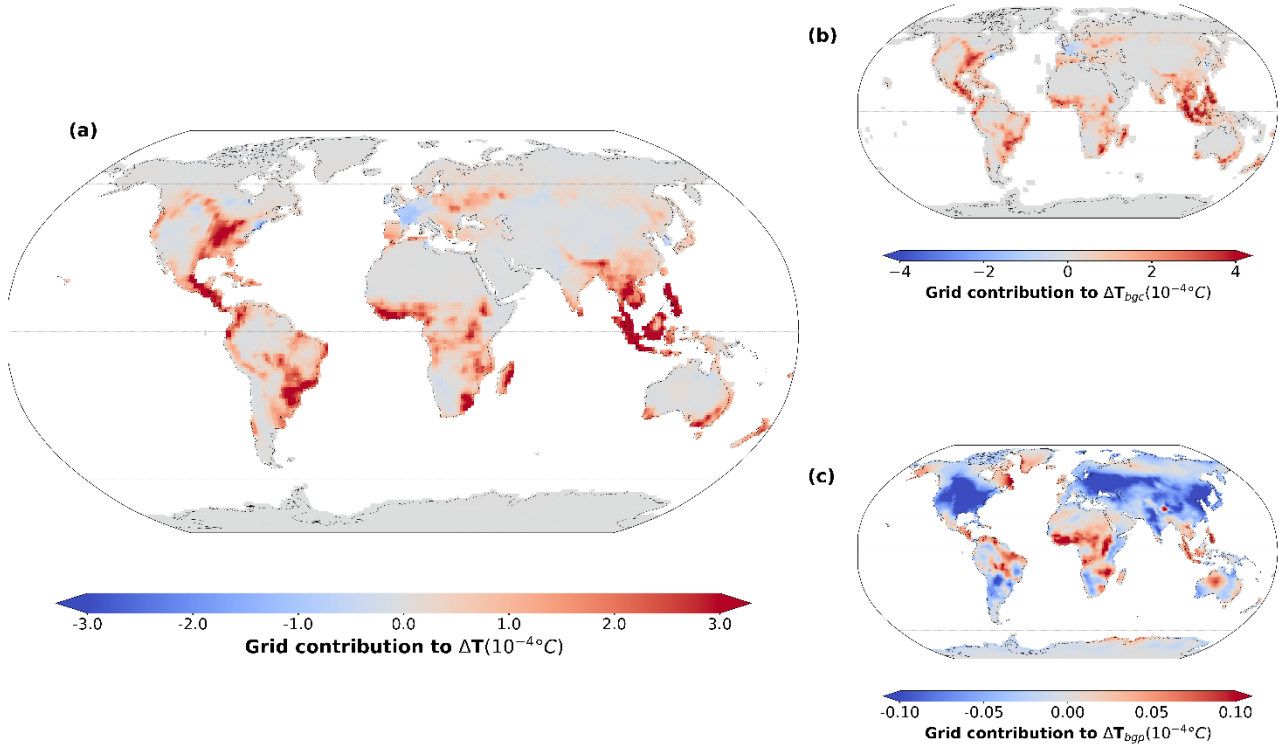 (a)
-3.0 -2.0 -1.0 0.0 1.0 2.0 3.0
Grid contribution to ΔT(10⁻⁴°C)
(b)
−4 −2 0 2 4
Grid contribution to ΔT_bgc(10⁻⁴°C)
(c)
-0.10 -0.05 0.00 0.05 0.10
Grid contribution to ΔT_bgp(10⁻⁴°C)